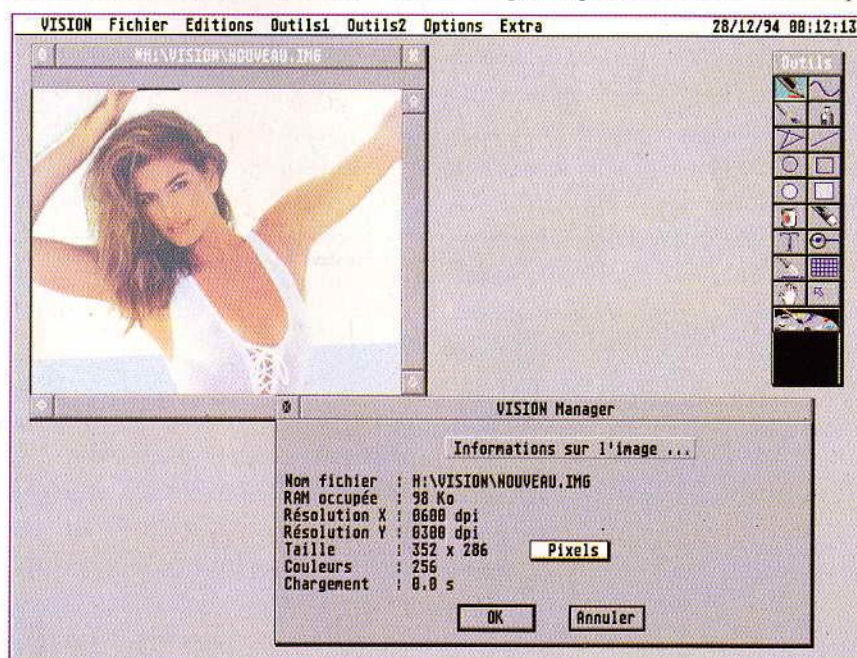 VISION Fichier Editions Outils1 Outils2 Options Extra 28/12/94 00:12:13
*H:\VISION\NOUVEAU.IMG
Outils
VISION Manager
Informations sur l'image ...
Nom fichier : H:\VISION\NOUVEAU.IMG
RAM occupée : 98 Ko
Résolution X : 0600 dpi
Résolution Y : 0300 dpi
Taille : 352 x 286 Pixels
Couleurs : 256
Chargement : 0.0 s
OK Annuler